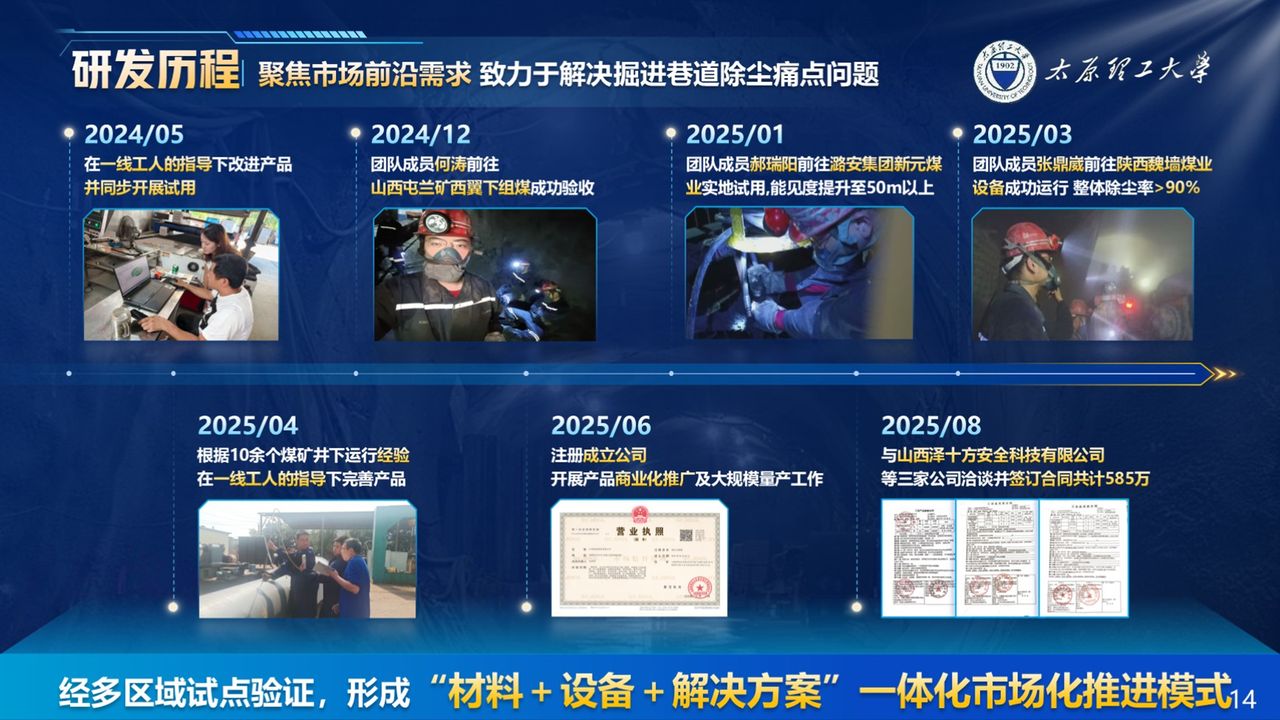 研发历程
聚焦市场前沿需求 致力于解决掘进巷道除尘痛点问题
1902
太原理工大学
2024/05
在一线工人的指导下改进产品
并同步开展试用
2024/12
团队成员何涛前往
山西屯兰矿西翼下组煤成功验收
2025/01
团队成员郝瑞阳前往潞安集团新元煤
业实地试用,能见度提升至50m以上
2025/03
团队成员张鼎崴前往陕西魏墙煤业
设备成功运行 整体除尘率>90%
2025/04
根据10余个煤矿井下运行经验
在一线工人的指导下完善产品
2025/06
注册成立公司
开展产品商业化推广及大规模量产工作
营业执照
2025/08
与山西泽十方安全科技有限公司
等三家公司洽谈并签订合同共计585万
经多区域试点验证，形成“材料+设备+解决方案”一体化市场化推进模式
14